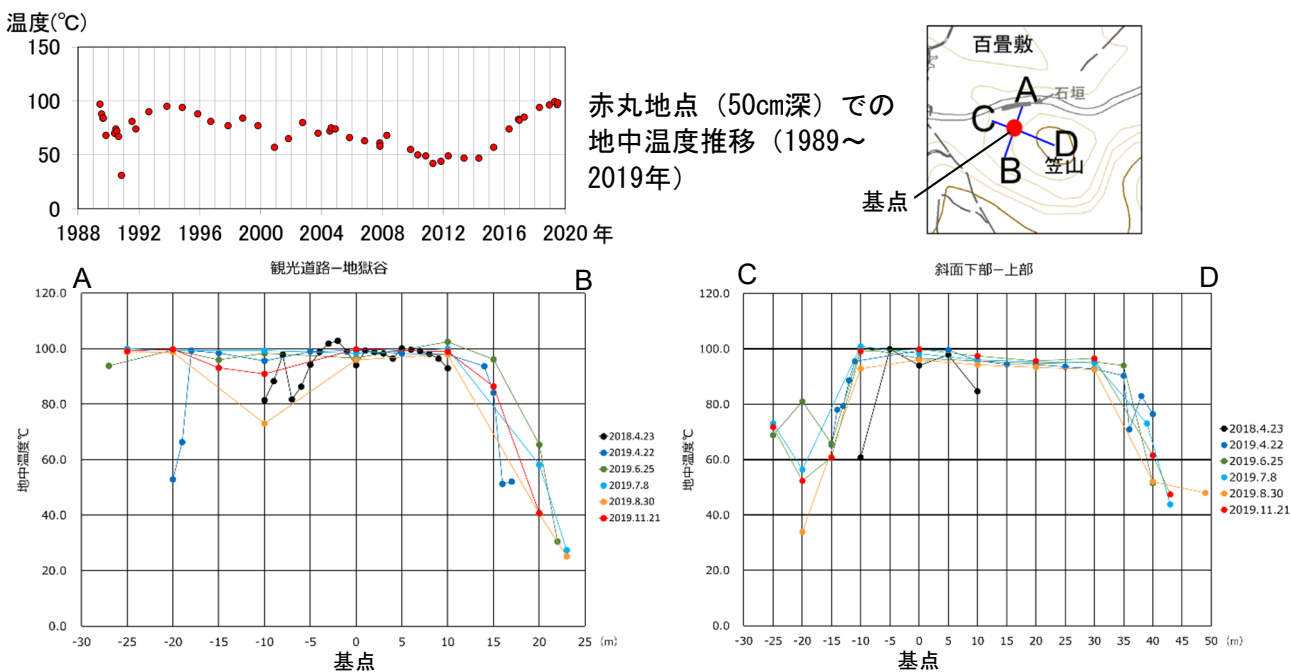 温度(℃)
150
100
50
0
1988 1992 1996 2000 2004 2008 2012 2016 2020 年
赤丸地点（50cm深）での
地中温度推移（1989～
2019年）
百畳敷
石垣
A
C
D
B
笠山
基点
A
観光道路－地獄谷
B
120.0
100.0
80.0
60.0
40.0
20.0
0.0
地中温度℃
-30 -25 -20 -15 -10 -5 0 5 10 15 20 25 (m)
基点
2018.4.23
2019.4.22
2019.6.25
2019.7.8
2019.8.30
2019.11.21
C
斜面下部－上部
D
120.0
100.0
80.0
60.0
40.0
20.0
0.0
地中温度℃
-30 -25 -20 -15 -10 -5 0 5 10 15 20 25 30 35 40 45 50 (m)
基点
2018.4.23
2019.4.22
2019.6.25
2019.7.8
2019.8.30
2019.11.21